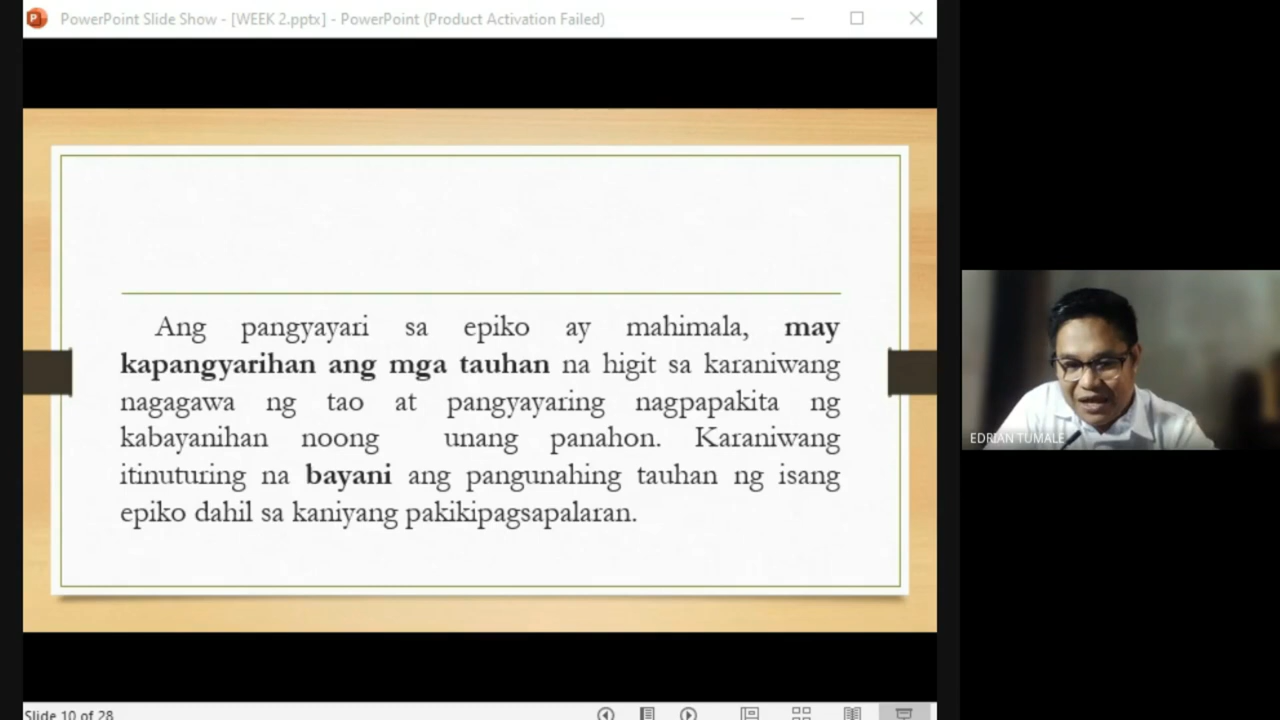 PowerPoint Slide Show - [WEEK 2.pptx] - PowerPoint (Product Activation Failed)
Ang pangyayari sa epiko ay mahimala, may
kapangyarihan ang mga tauhan na higit sa karaniwang
nagagawa ng tao at pangyayaring nagpapakita ng
kabayanihan noong unang panahon. Karaniwang
itinuturing na bayani ang pangunahing tauhan ng isang
epiko dahil sa kaniyang pakikipagsapalaran.
EDRIAN TUMALE
Slide 10 of 28